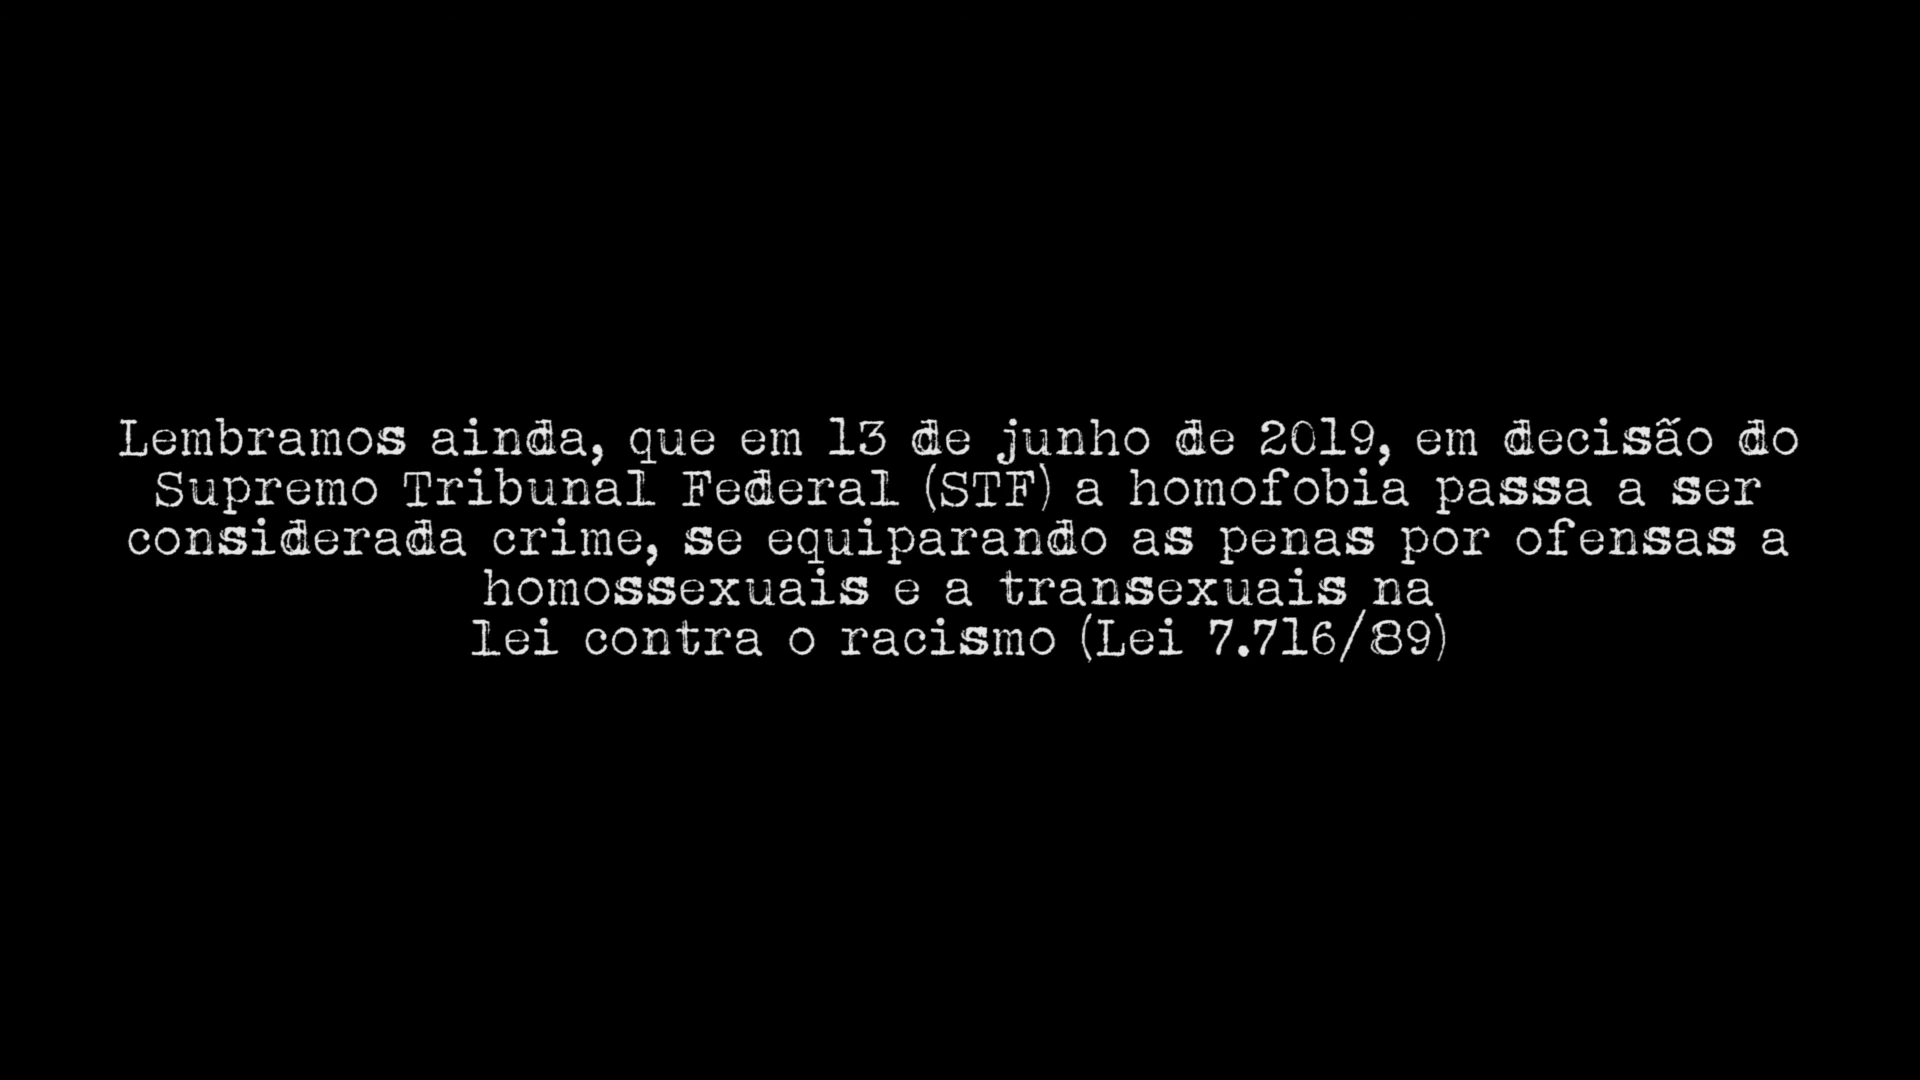 Lembramos ainda, que em 13 de junho de 2019, em decisão do
Supremo Tribunal Federal (STF) a homofobia passa a ser
considerada crime, se equiparando as penas por ofensas a
homossexuais e a transexuais na
lei contra o racismo (Lei 7.716/89)